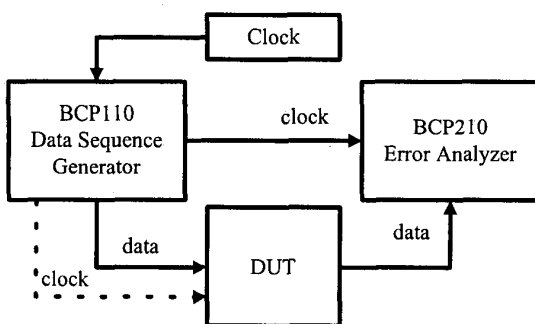 Clock
BCP110
Data Sequence
Generator
clock
BCP210
Error Analyzer
data
data
clock
DUT